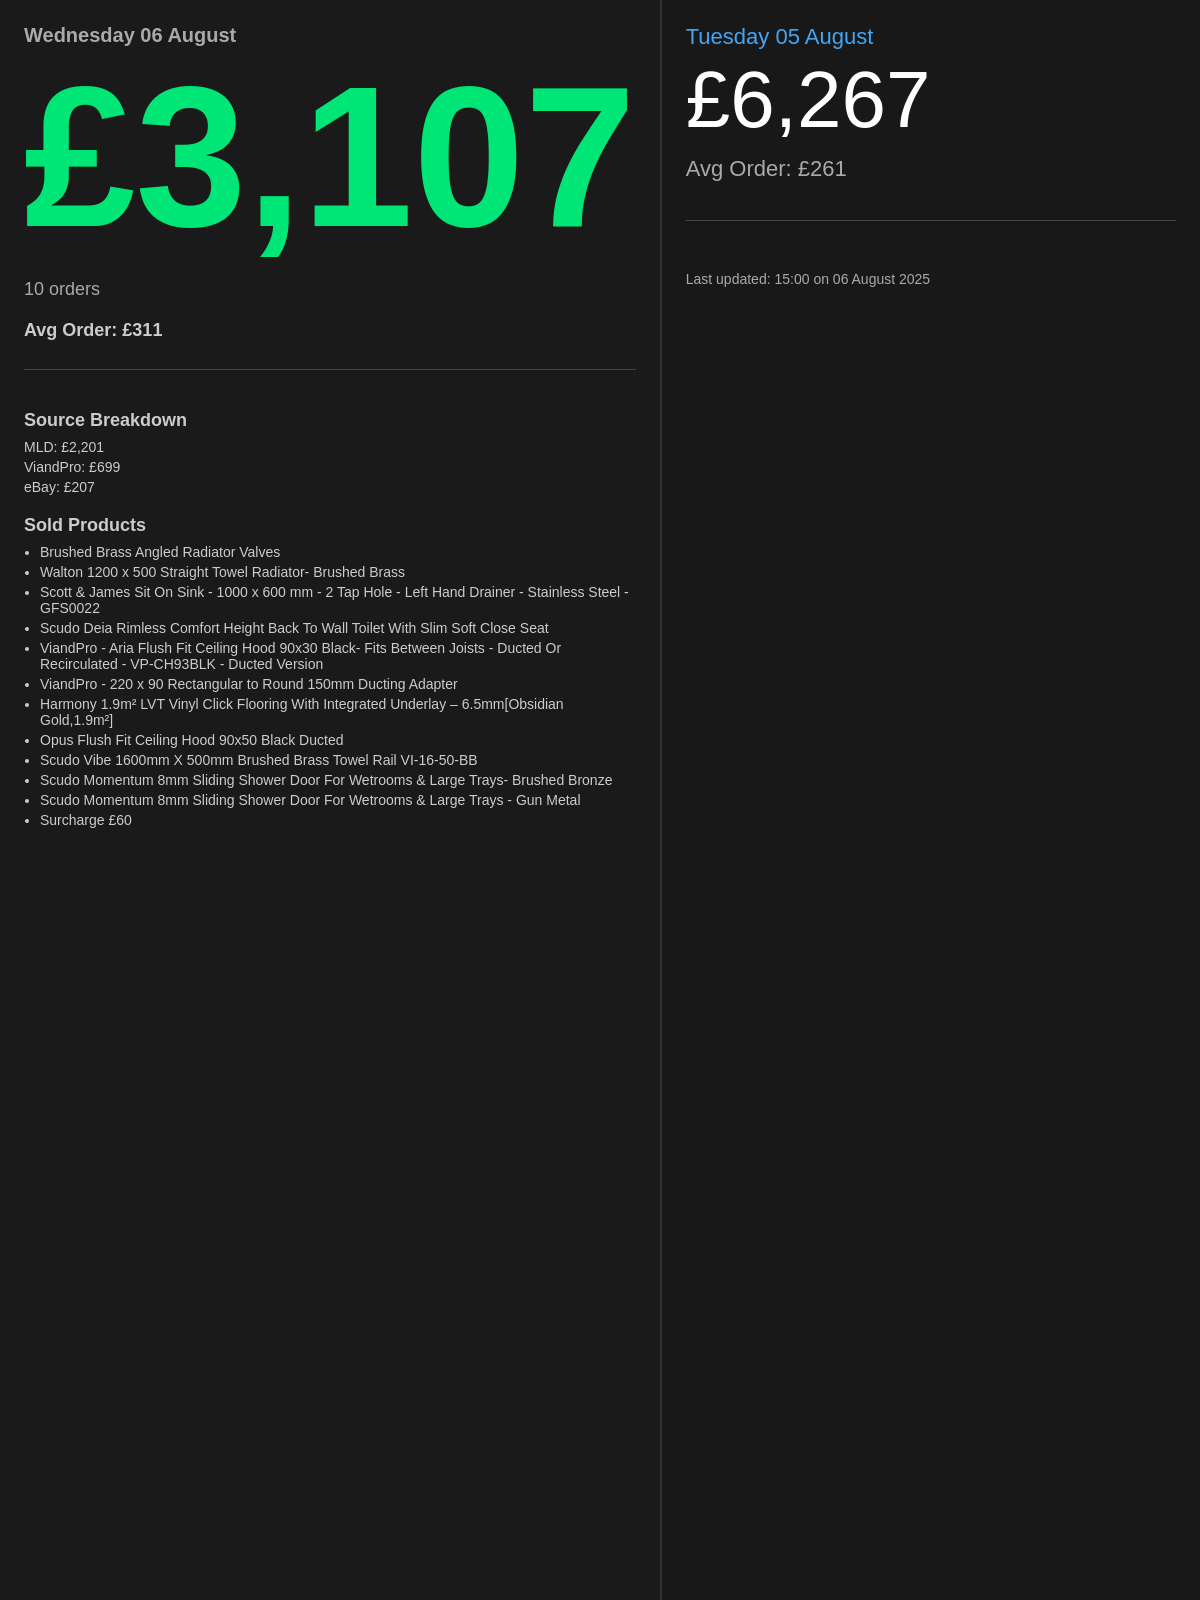 Wednesday 06 August
£3,107
10 orders
Avg Order: £311
Source Breakdown
MLD: £2,201
ViandPro: £699
eBay: £207
Sold Products
• Brushed Brass Angled Radiator Valves
• Walton 1200 x 500 Straight Towel Radiator- Brushed Brass
• Scott & James Sit On Sink - 1000 x 600 mm - 2 Tap Hole - Left Hand Drainer - Stainless Steel -
GFS0022
• Scudo Deia Rimless Comfort Height Back To Wall Toilet With Slim Soft Close Seat
• ViandPro - Aria Flush Fit Ceiling Hood 90x30 Black- Fits Between Joists - Ducted Or
Recirculated - VP-CH93BLK - Ducted Version
• ViandPro - 220 x 90 Rectangular to Round 150mm Ducting Adapter
• Harmony 1.9m² LVT Vinyl Click Flooring With Integrated Underlay – 6.5mm[Obsidian
Gold,1.9m²]
• Opus Flush Fit Ceiling Hood 90x50 Black Ducted
• Scudo Vibe 1600mm X 500mm Brushed Brass Towel Rail VI-16-50-BB
• Scudo Momentum 8mm Sliding Shower Door For Wetrooms & Large Trays- Brushed Bronze
• Scudo Momentum 8mm Sliding Shower Door For Wetrooms & Large Trays - Gun Metal
• Surcharge £60
Tuesday 05 August
£6,267
Avg Order: £261
Last updated: 15:00 on 06 August 2025